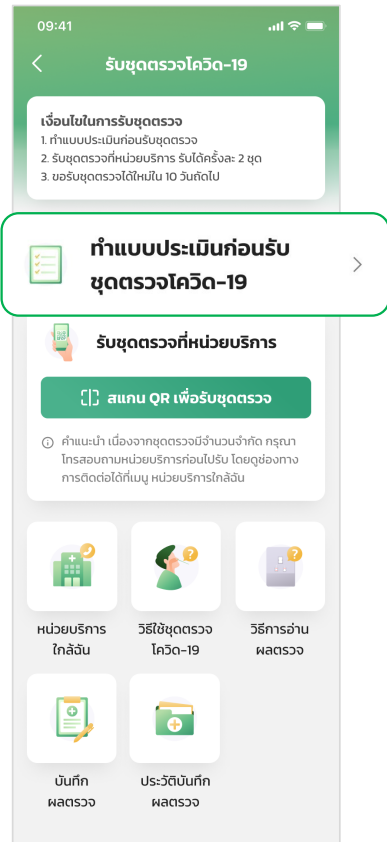 09:41
รับชุดตรวจโควิด-19
เงื่อนไขในการรับชุดตรวจ
1. ทำแบบประเมินก่อนรับชุดตรวจ
2. รับชุดตรวจที่หน่วยบริการ รับได้ครั้งละ 2 ชุด
3. ขอรับชุดตรวจได้ใหม่ใน 10 วันถัดไป
ทำแบบประเมินก่อนรับ
ชุดตรวจโควิด-19
รับชุดตรวจที่หน่วยบริการ
สแกน QR เพื่อรับชุดตรวจ
คำแนะนำ เนื่องจากชุดตรวจมีจำนวนจำกัด กรุณา
โทรสอบถามหน่วยบริการก่อนไปรับ โดยดูช่องทาง
การติดต่อได้ที่เมนู หน่วยบริการใกล้ฉัน
หน่วยบริการ
ใกล้ฉัน
วิธีใช้ชุดตรวจ
โควิด-19
วิธีการอ่าน
ผลตรวจ
บันทึก
ผลตรวจ
ประวัติบันทึก
ผลตรวจ